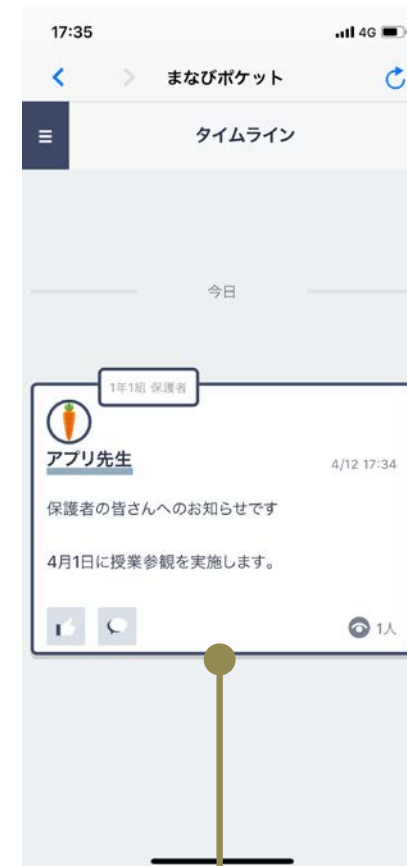 17:35
4G
まなびポケット
タイムライン
今日
1年1組 保護者
アプリ先生
4/12 17:34
保護者の皆さんへのお知らせです
4月1日に授業参観を実施します。
1人